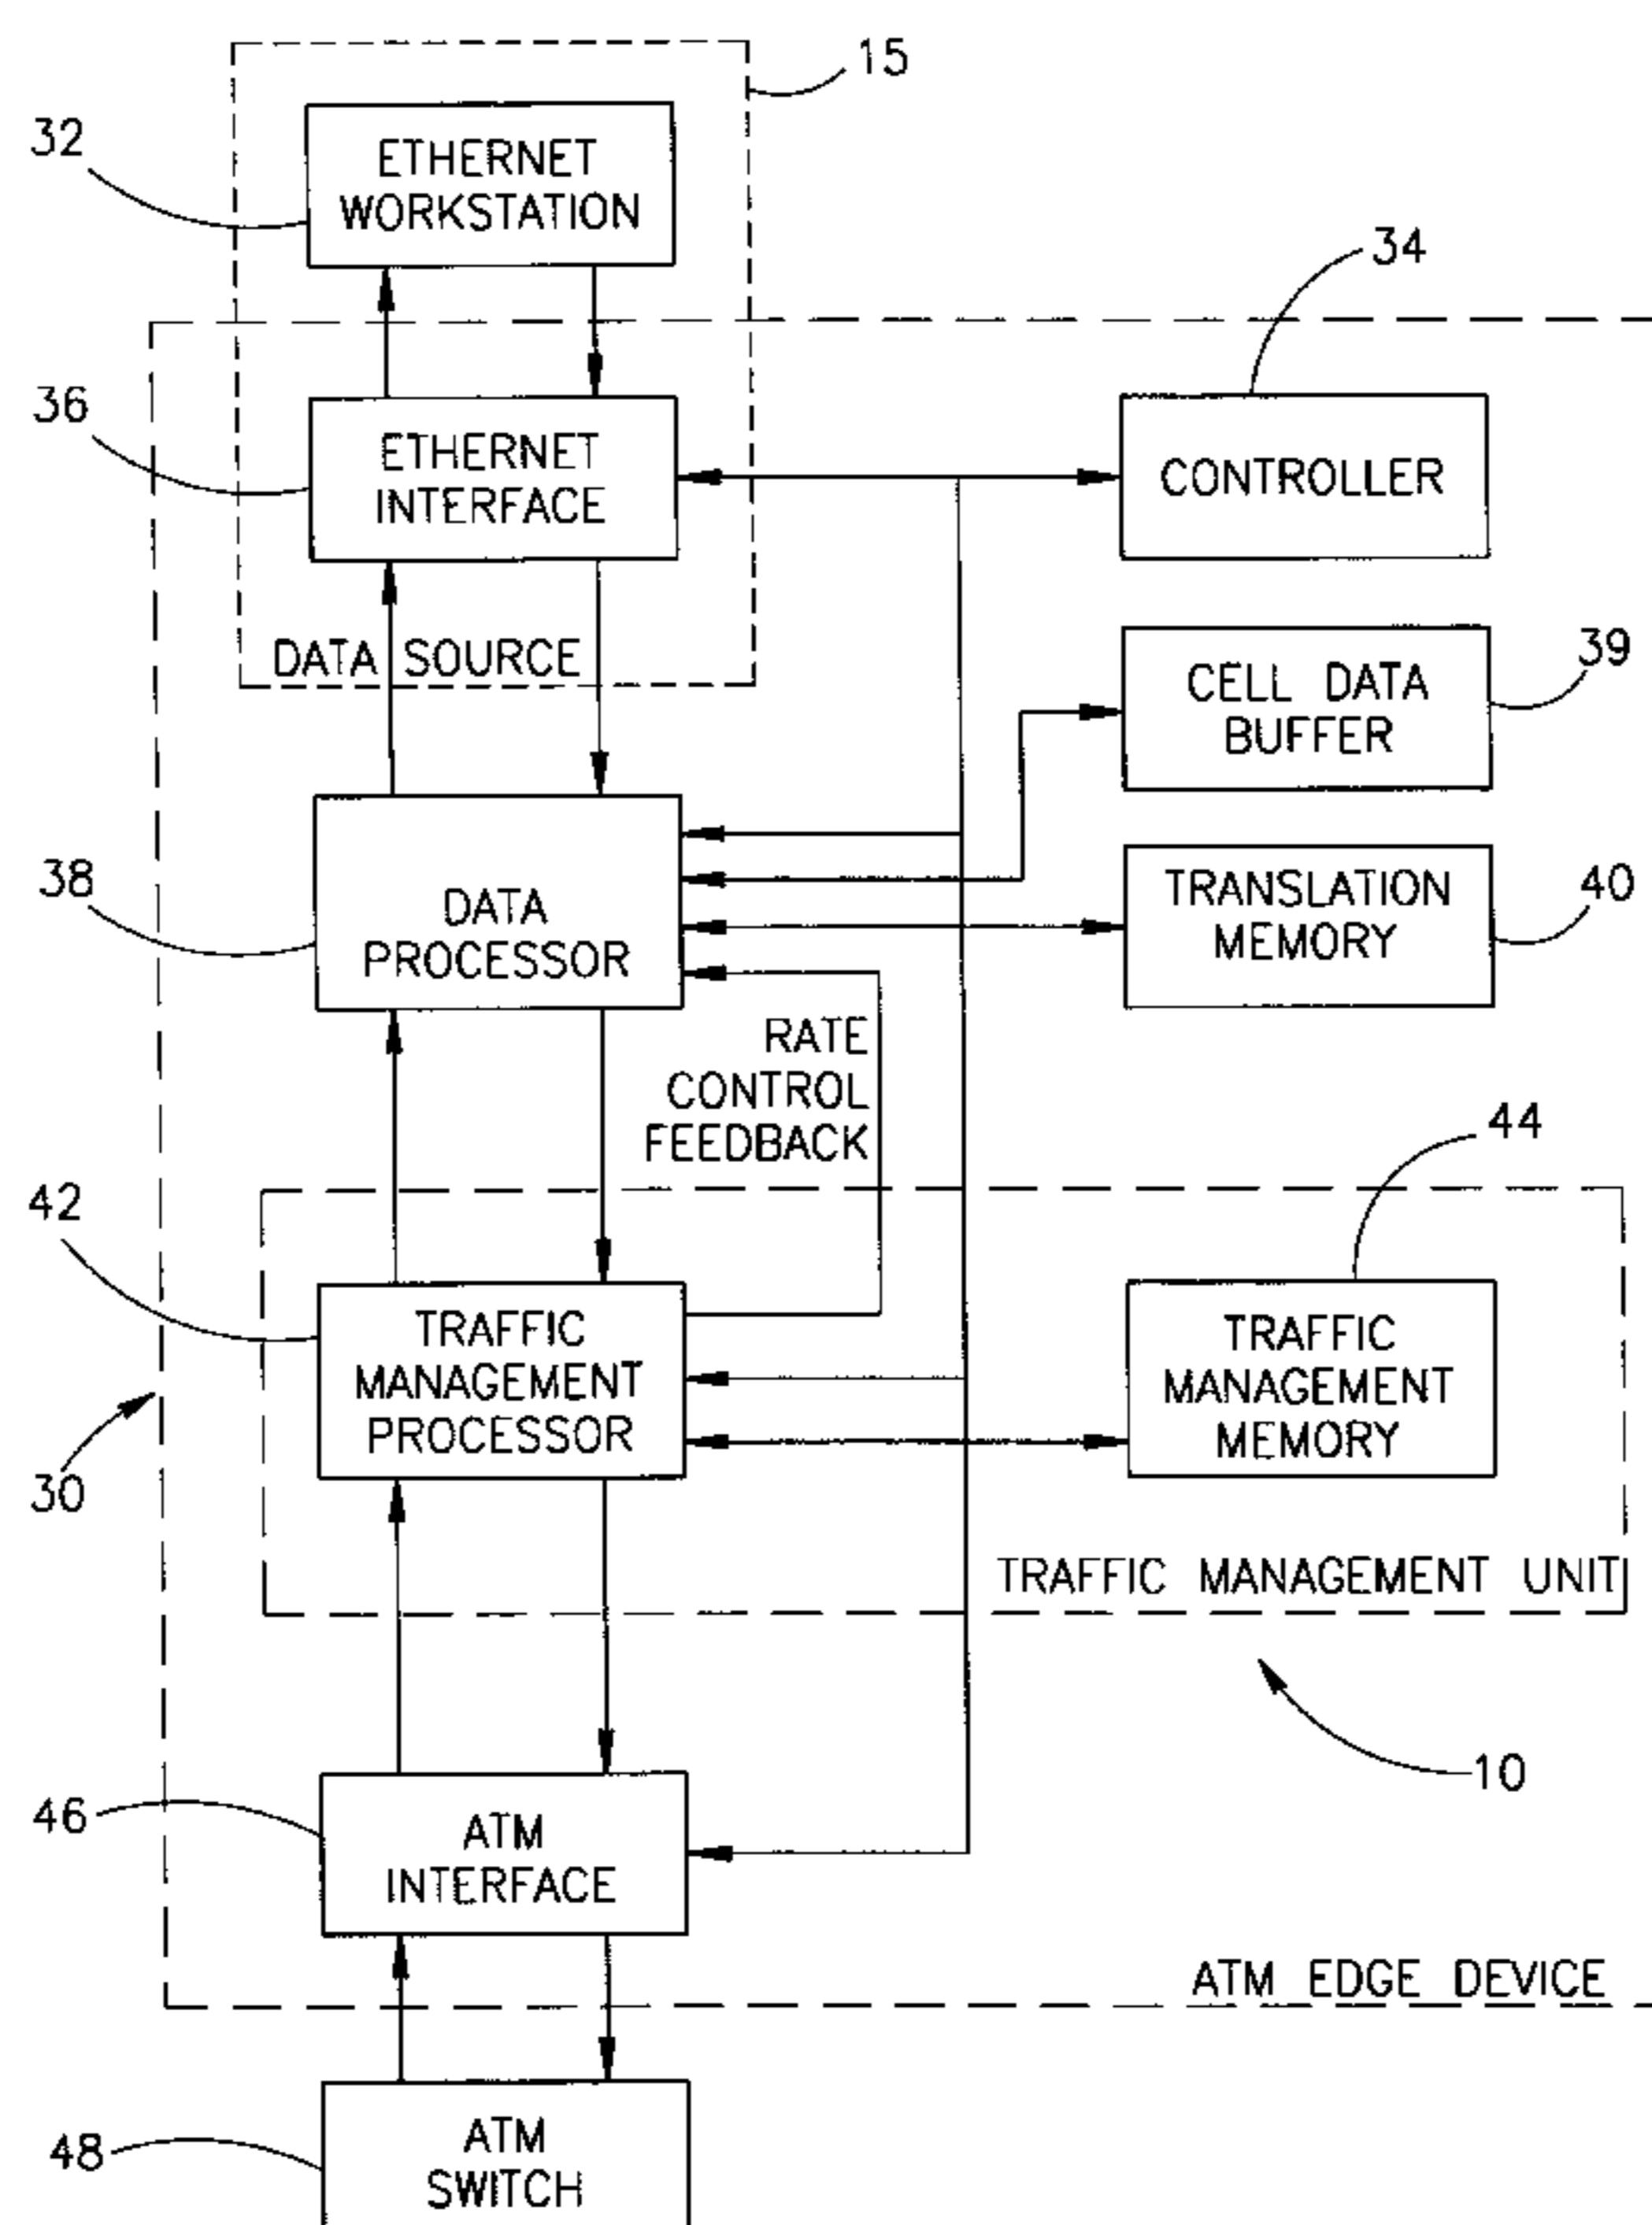 15
32
ETHERNET
WORKSTATION
34
36
ETHERNET
INTERFACE
CONTROLLER
DATA SOURCE
39
CELL DATA
BUFFER
38
DATA
PROCESSOR
40
TRANSLATION
MEMORY
RATE
CONTROL
FEEDBACK
44
42
TRAFFIC
MANAGEMENT
PROCESSOR
TRAFFIC
MANAGEMENT
MEMORY
30
TRAFFIC MANAGEMENT UNIT
10
46
ATM
INTERFACE
ATM EDGE DEVICE
48
ATM
SWITCH